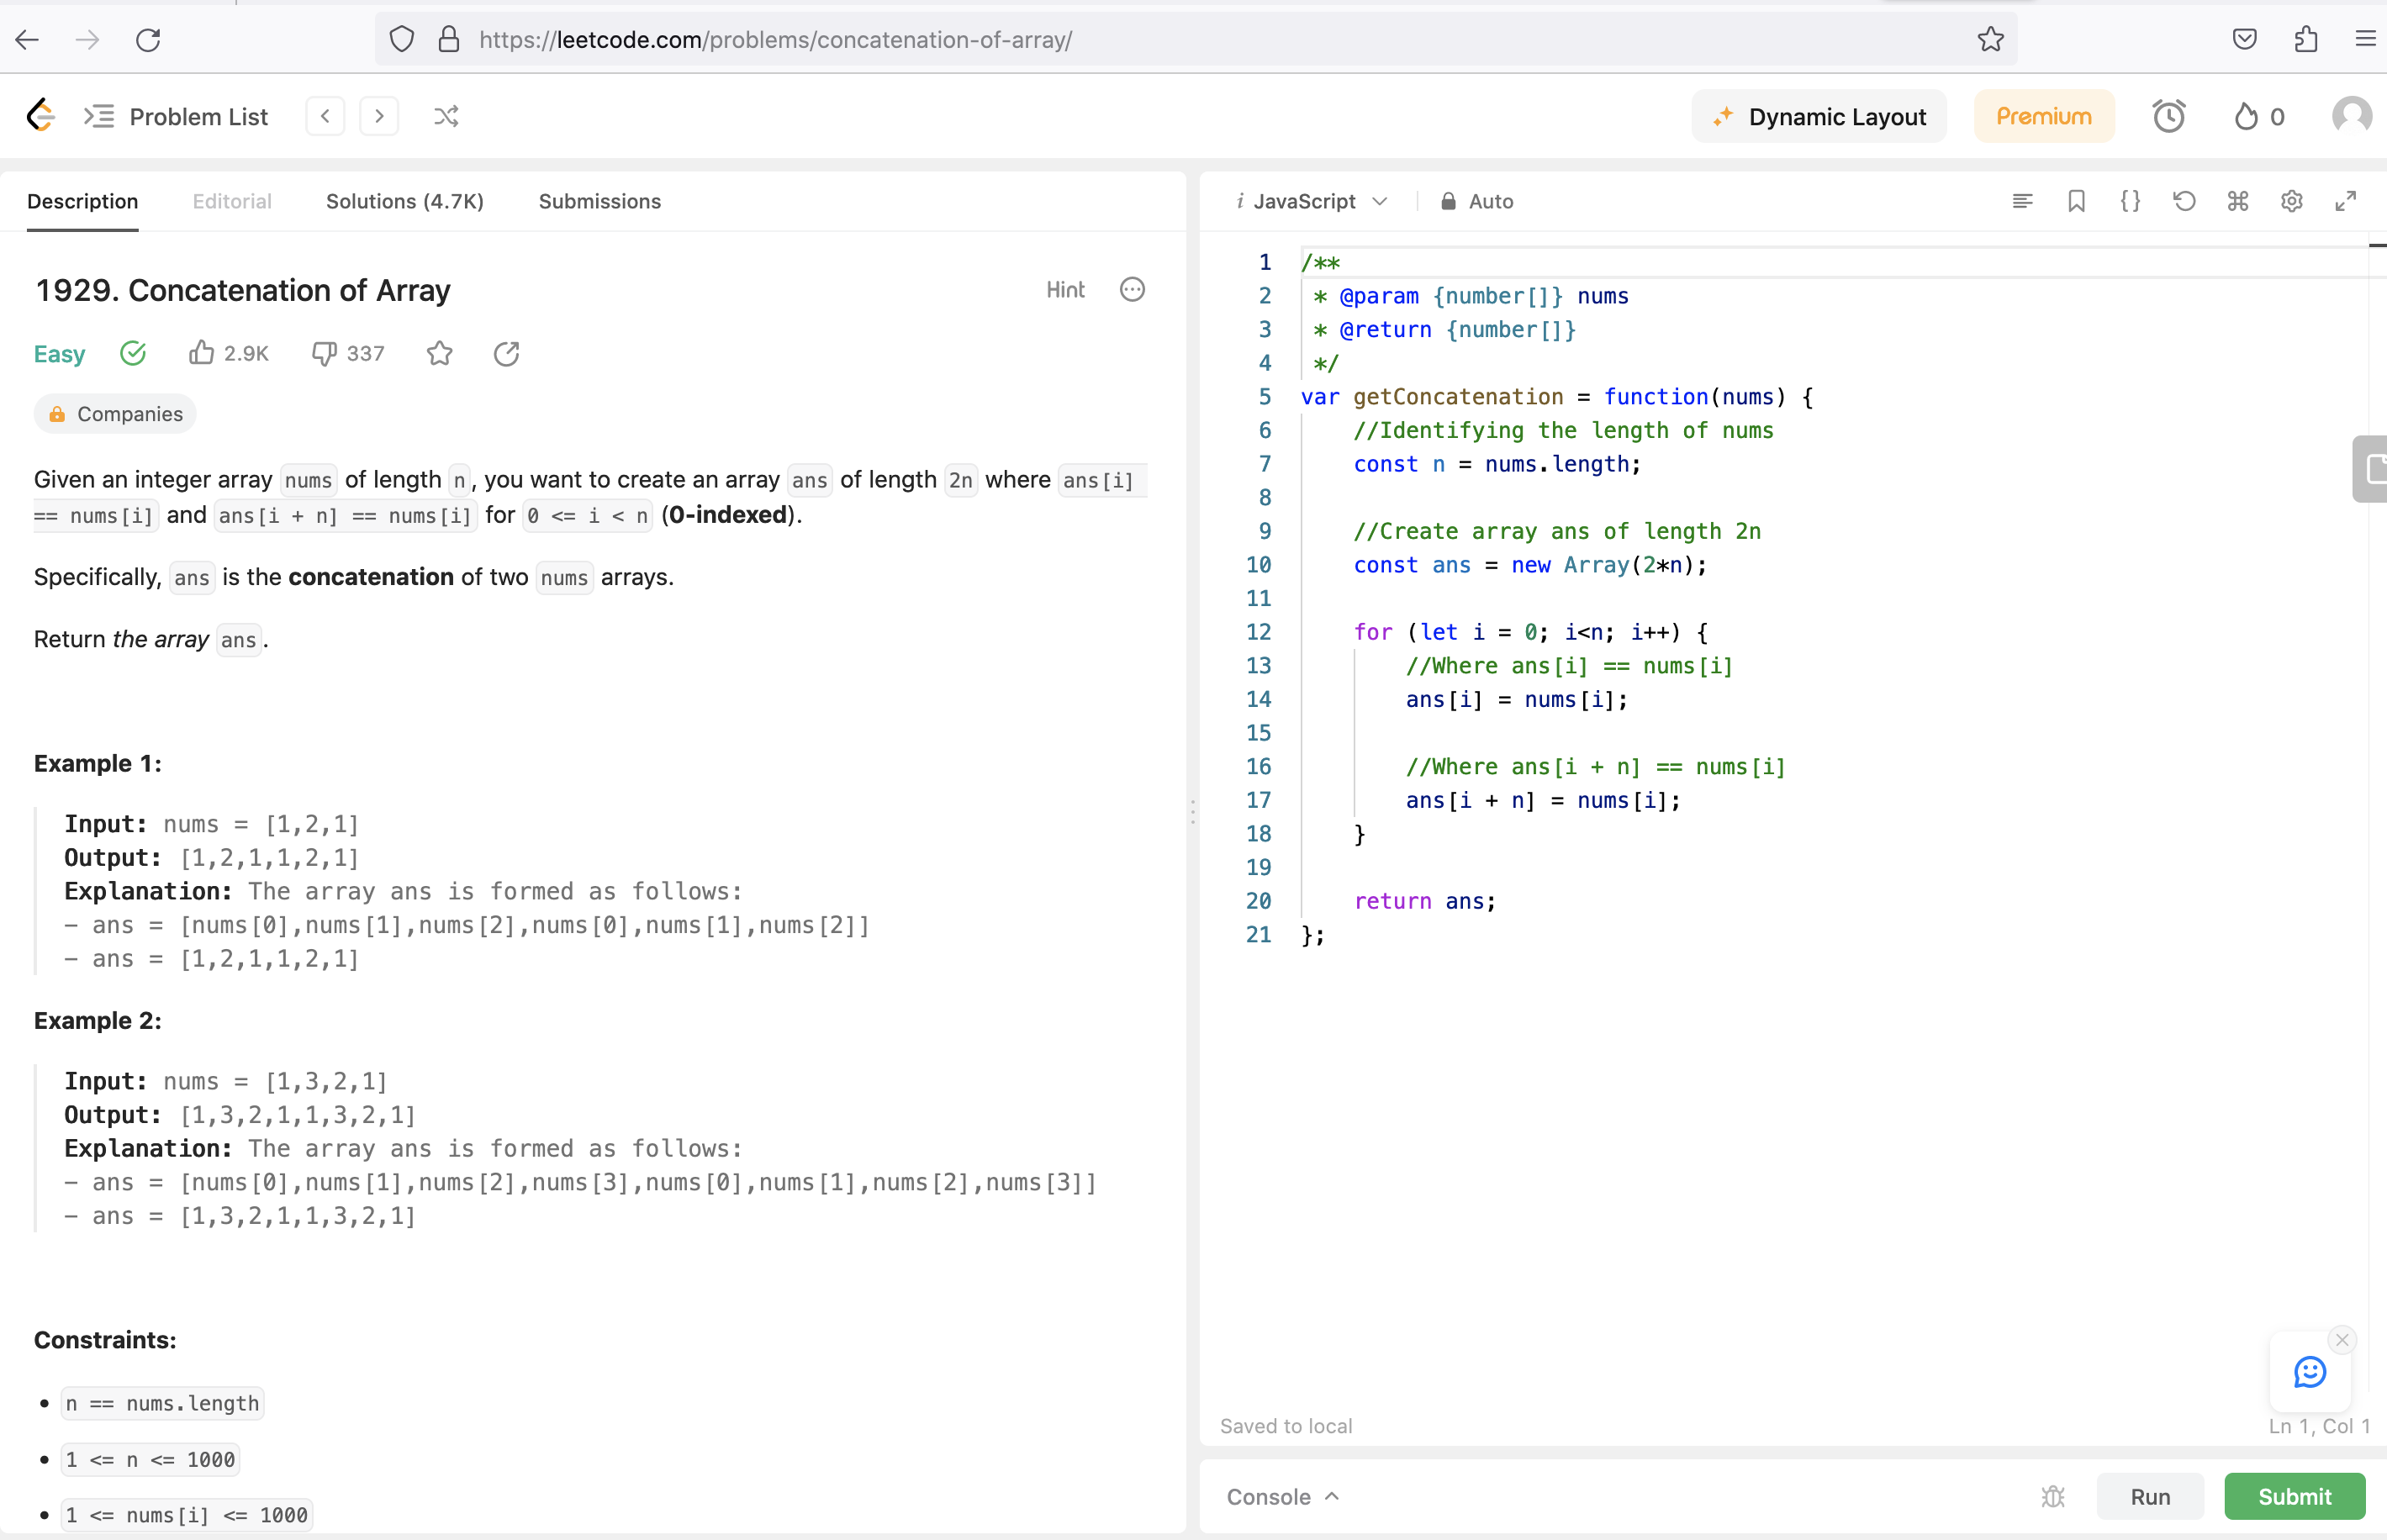 https://leetcode.com/problems/concatenation-of-array/
Problem List
Dynamic Layout
Premium
0
Description Editorial Solutions (4.7K) Submissions
1929. Concatenation of Array
Hint
Easy 2.9K 337
Companies
Given an integer array nums of length n, you want to create an array ans of length 2n where ans[i]
== nums[i] and ans[i + n] == nums[i] for 0 <= i < n (0-indexed).
Specifically, ans is the concatenation of two nums arrays.
Return the array ans.
Example 1:
Input: nums = [1,2,1]
Output: [1,2,1,1,2,1]
Explanation: The array ans is formed as follows:
- ans = [nums[0],nums[1],nums[2],nums[0],nums[1],nums[2]]
- ans = [1,2,1,1,2,1]
Example 2:
Input: nums = [1,3,2,1]
Output: [1,3,2,1,1,3,2,1]
Explanation: The array ans is formed as follows:
- ans = [nums[0],nums[1],nums[2],nums[3],nums[0],nums[1],nums[2],nums[3]]
- ans = [1,3,2,1,1,3,2,1]
Constraints:
• n == nums.length
• 1 <= n <= 1000
• 1 <= nums[i] <= 1000
i JavaScript Auto
1 /**
2  * @param {number[]} nums
3  * @return {number[]}
4  */
5 var getConcatenation = function(nums) {
6     //Identifying the length of nums
7     const n = nums.length;
8
9     //Create array ans of length 2n
10     const ans = new Array(2*n);
11
12     for (let i = 0; i<n; i++) {
13         //Where ans[i] == nums[i]
14         ans[i] = nums[i];
15
16         //Where ans[i + n] == nums[i]
17         ans[i + n] = nums[i];
18     }
19
20     return ans;
21 };
Saved to local
Ln 1, Col 1
Console
Run
Submit